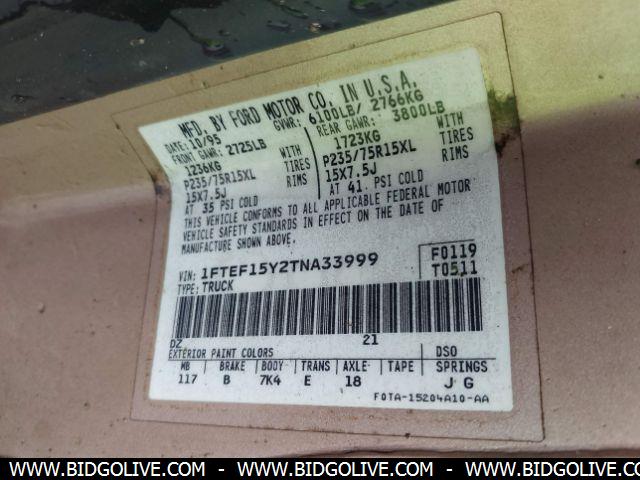 MFD. BY FORD MOTOR CO. IN U.S.A.
DATE: 10/95 GVWR: 6100LB/ 2766KG
FRONT GAWR: 2725LB REAR GAWR: 3800LB
1236KG WITH 1723KG WITH
P235/75R15XL TIRES P235/75R15XL TIRES
15X7.5J RIMS 15X7.5J RIMS
AT 35 PSI COLD AT 41 PSI COLD
THIS VEHICLE CONFORMS TO ALL APPLICABLE FEDERAL MOTOR
VEHICLE SAFETY STANDARDS IN EFFECT ON THE DATE OF
MANUFACTURE SHOWN ABOVE.
VIN: 1FTEF15Y2TNA33999 F0119
TYPE: TRUCK T0511
DZ 21
EXTERIOR PAINT COLORS DSO
WB BRAKE BODY TRANS AXLE TAPE SPRINGS
117 B 7K4 E 18 J G
F0TA-15204A10-AA
WWW.BIDGOLIVE.COM - WWW.BIDGOLIVE.COM - WWW.BIDGOLIVE.COM